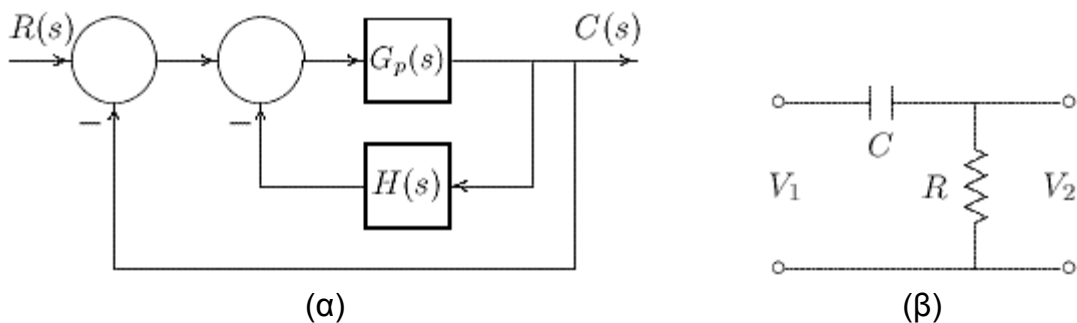 R(s)
C(s)
G_p(s)
−
−
H(s)
(α)
C
V_1
R
V_2
(β)